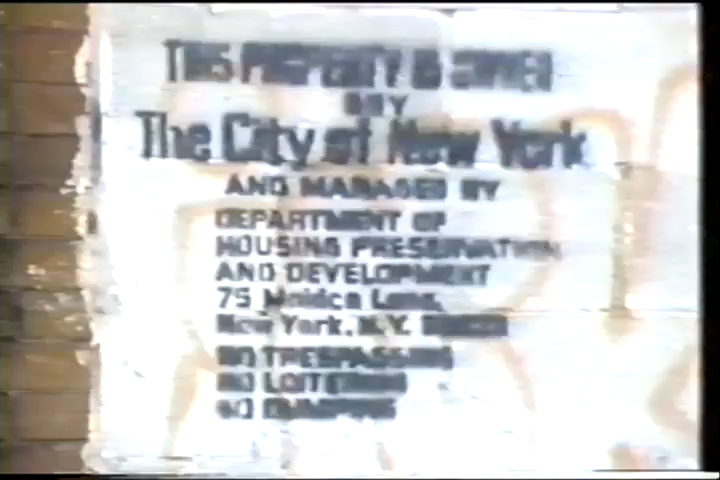 THIS PROPERTY IS OWNED
BY
The City of New York
AND MANAGED BY
DEPARTMENT OF
HOUSING PRESERVATION
AND DEVELOPMENT
75 Maiden Lane,
New York, N.Y.
NO TRESPASSING
NO LOITERING
NO DUMPING